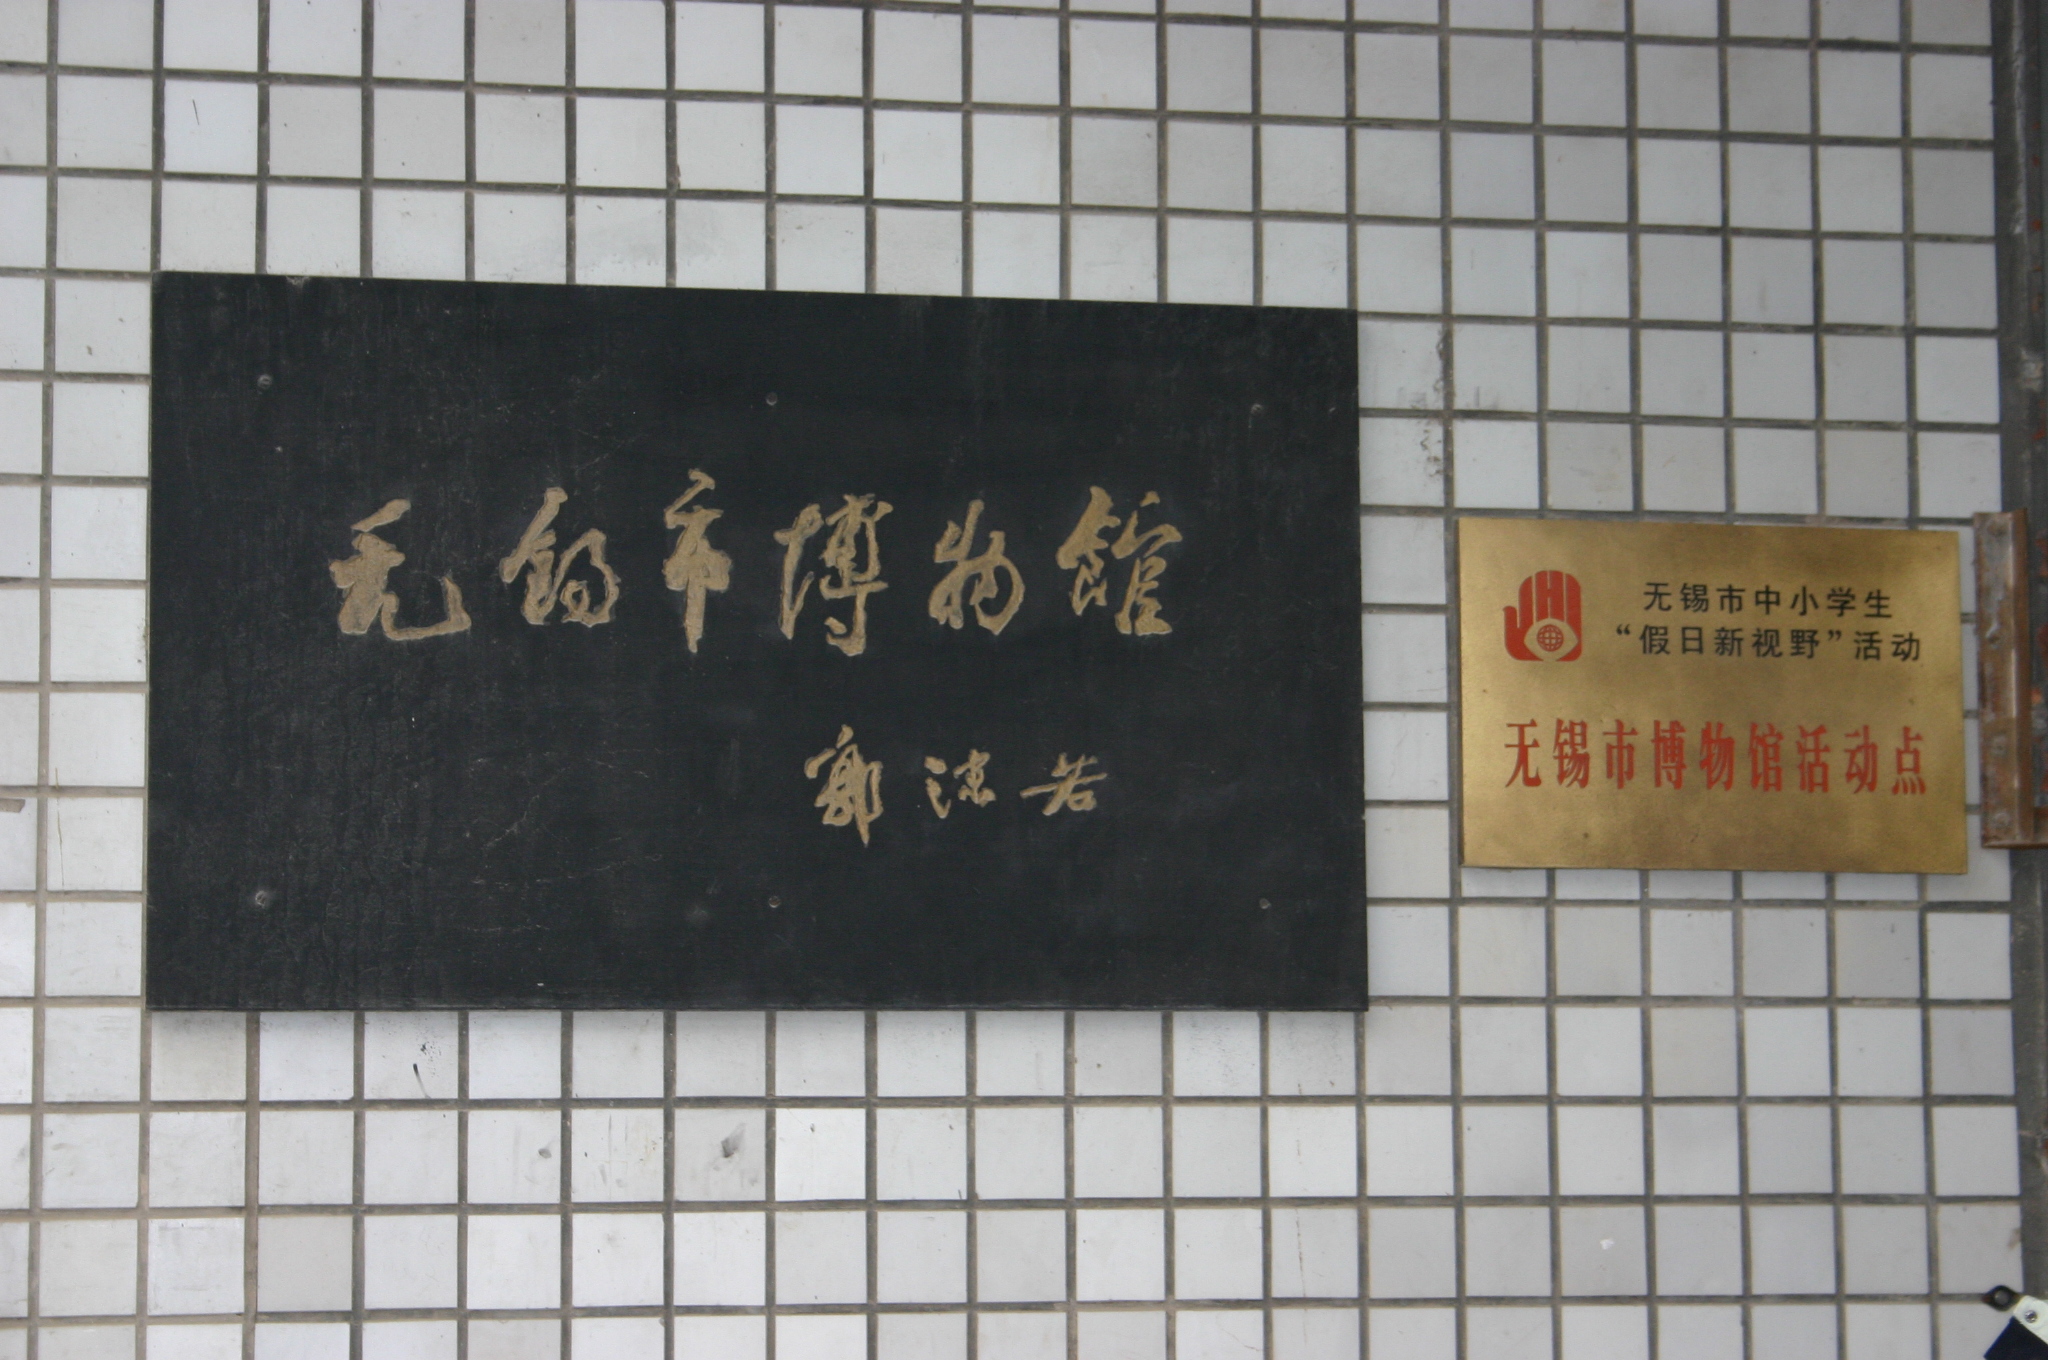 无锡市博物馆
郭沫若
无锡市中小学生
“假日新视野”活动
无锡市博物馆活动点